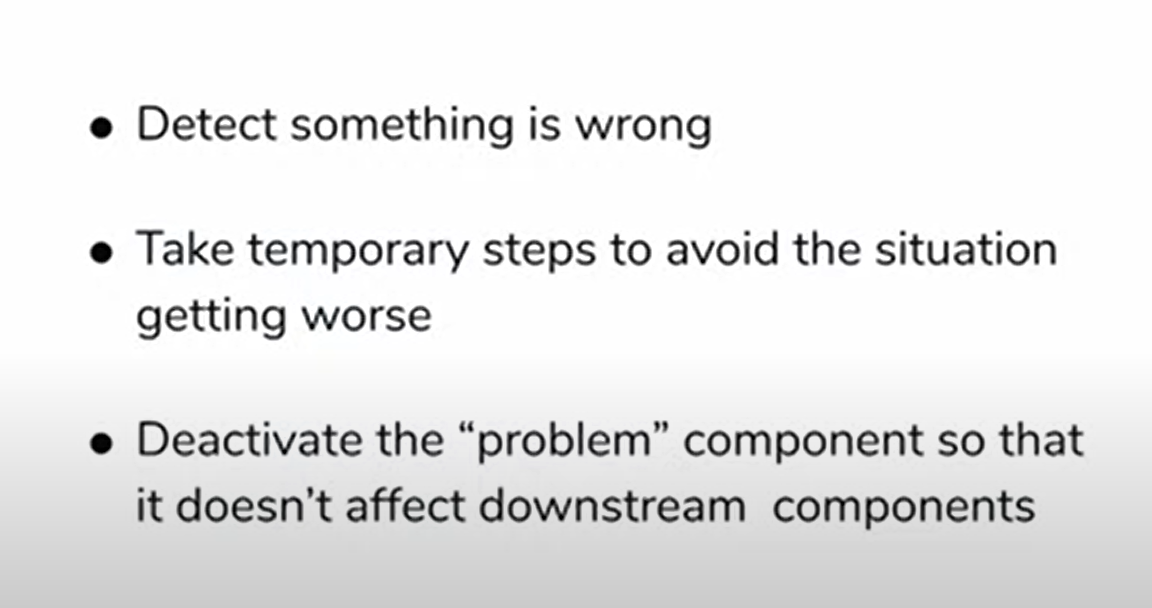 ● Detect something is wrong
● Take temporary steps to avoid the situation
getting worse
● Deactivate the “problem” component so that
it doesn’t affect downstream  components